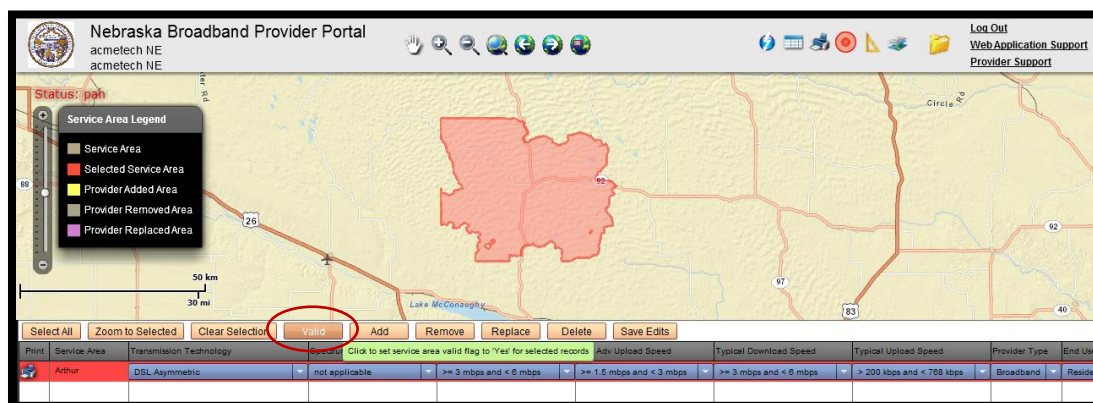 Nebraska Broadband Provider Portal
acmetech NE
acmetech NE
Log Out
Web Application Support
Provider Support
Status: pan
Service Area Legend
Service Area
Selected Service Area
Provider Added Area
Provider Removed Area
Provider Replaced Area
Circle Rd
88
92
26
92
97
83
40
50 km
30 mi
Lake McConaughy
Select All Zoom to Selected Clear Selection Valid Add Remove Replace Delete Save Edits
Print Service Area Transmission Technology Click to set service area valid flag to 'Yes' for selected records Adv Upload Speed Typical Download Speed Typical Upload Speed Provider Type End Use
Arthur DSL Asymmetric not applicable >= 3 mbps and < 6 mbps >= 1.5 mbps and < 3 mbps >= 3 mbps and < 6 mbps > 200 kbps and < 768 kbps Broadband Reside